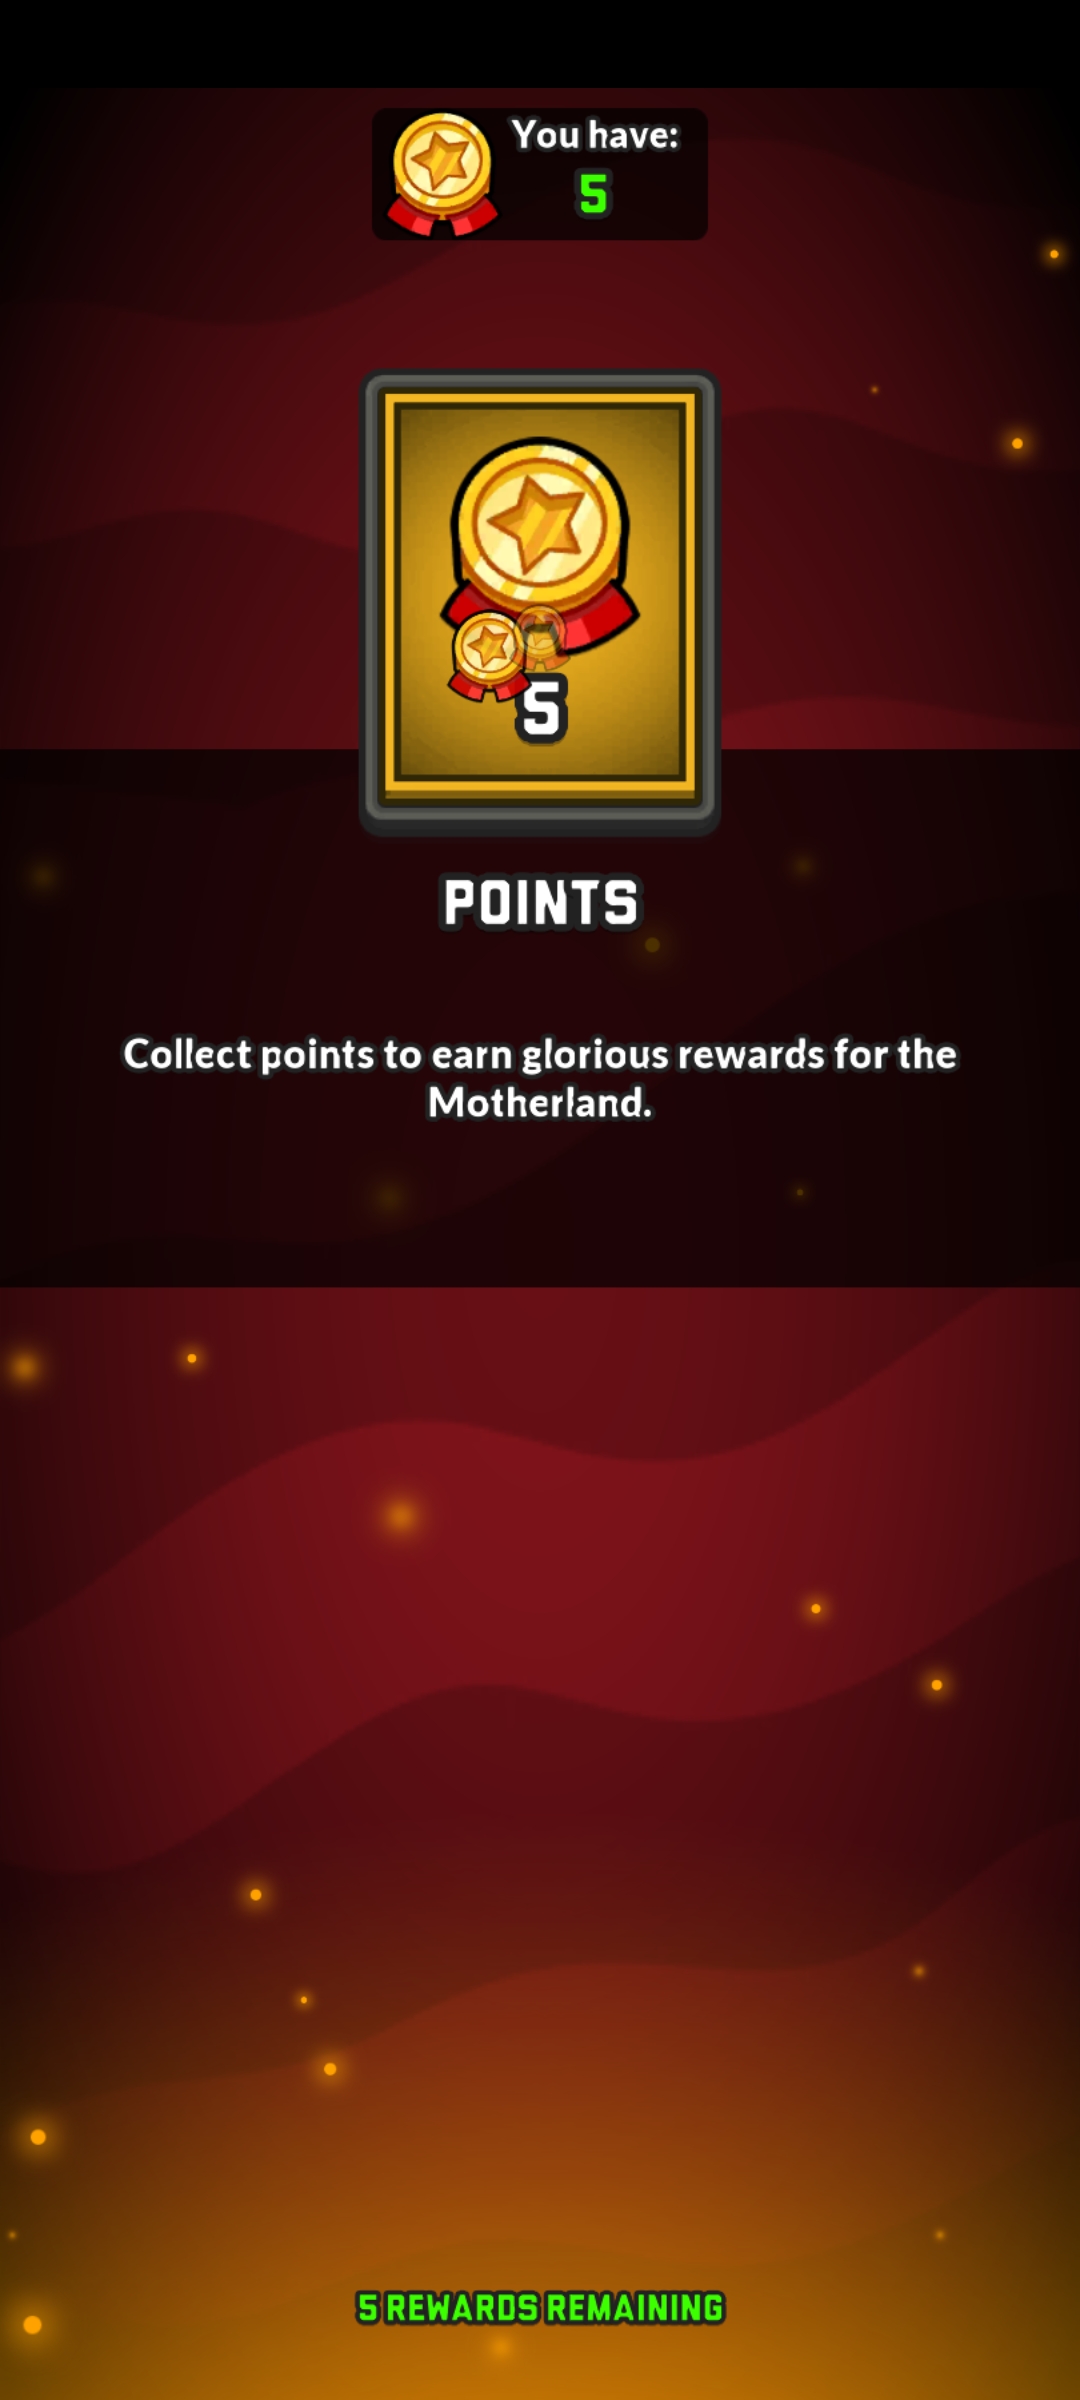 You have:
5
5
POINTS
Collect points to earn glorious rewards for the
Motherland.
5 REWARDS REMAINING